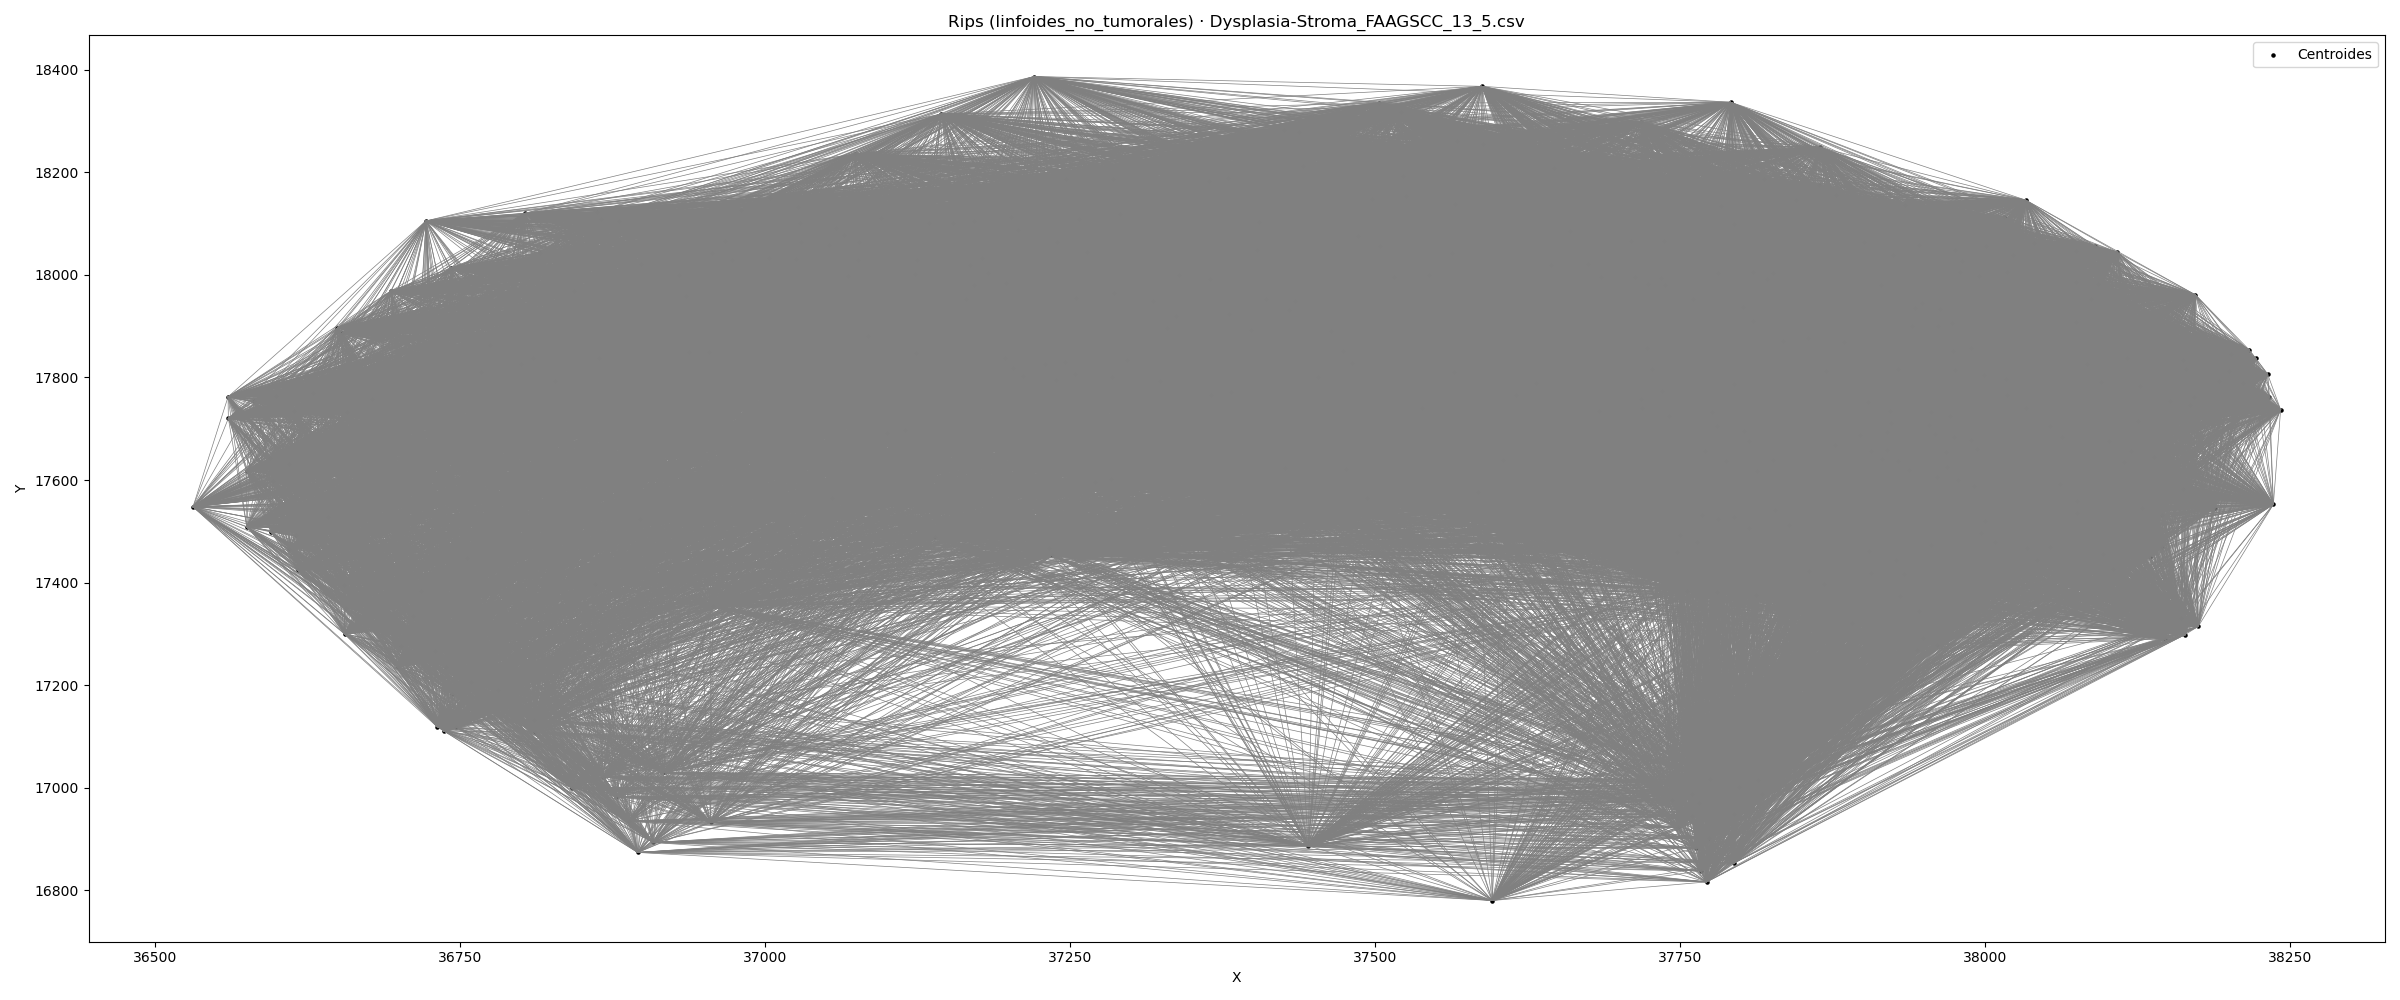 Rips (linfoides_no_tumorales) · Dysplasia-Stroma_FAAGSCC_13_5.csv
Centroides
18400
18200
18000
17800
17600
17400
17200
17000
16800
Y
36500 36750 37000 37250 37500 37750 38000 38250
X